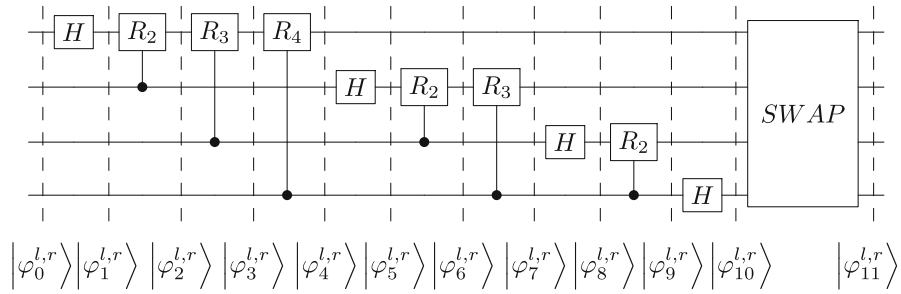 H R₂ R₃ R₄
H R₂ R₃
SWAP
H R₂
H
|φ₀^{l,r}⟩ |φ₁^{l,r}⟩ |φ₂^{l,r}⟩ |φ₃^{l,r}⟩ |φ₄^{l,r}⟩ |φ₅^{l,r}⟩ |φ₆^{l,r}⟩ |φ₇^{l,r}⟩ |φ₈^{l,r}⟩ |φ₉^{l,r}⟩ |φ₁₀^{l,r}⟩ |φ₁₁^{l,r}⟩